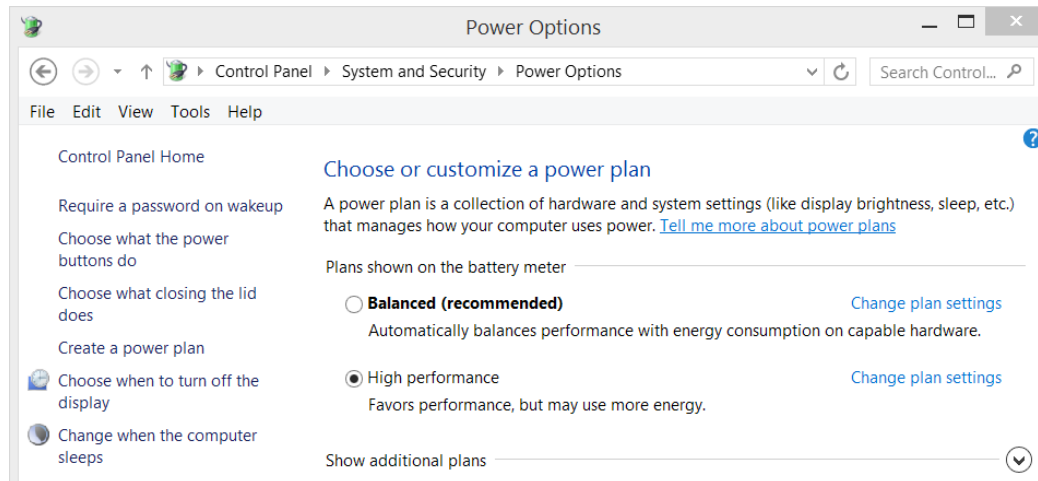 Power Options
Control Panel System and Security Power Options
Search Control...
File Edit View Tools Help
Control Panel Home
Require a password on wakeup
Choose what the power
buttons do
Choose what closing the lid
does
Create a power plan
Choose when to turn off the
display
Change when the computer
sleeps
Choose or customize a power plan
A power plan is a collection of hardware and system settings (like display brightness, sleep, etc.)
that manages how your computer uses power. Tell me more about power plans
Plans shown on the battery meter
Balanced (recommended) Change plan settings
Automatically balances performance with energy consumption on capable hardware.
High performance Change plan settings
Favors performance, but may use more energy.
Show additional plans